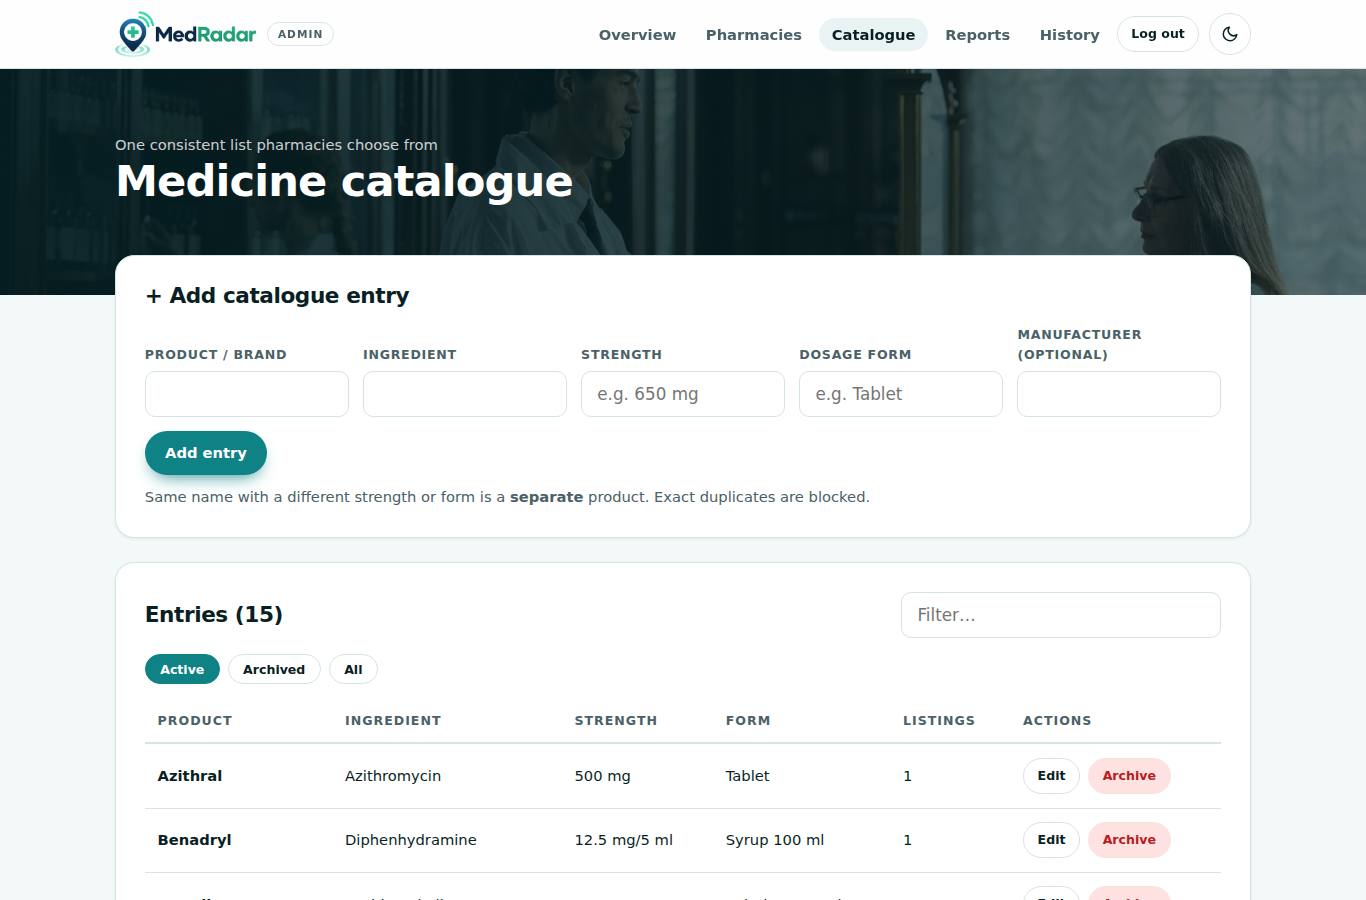 MedRadar
ADMIN
Overview
Pharmacies
Catalogue
Reports
History
Log out
One consistent list pharmacies choose from
Medicine catalogue
+ Add catalogue entry
PRODUCT / BRAND
INGREDIENT
STRENGTH
DOSAGE FORM
MANUFACTURER
(OPTIONAL)
e.g. 650 mg
e.g. Tablet
Add entry
Same name with a different strength or form is a separate product. Exact duplicates are blocked.
Entries (15)
Filter…
Active
Archived
All
PRODUCT INGREDIENT STRENGTH FORM LISTINGS ACTIONS
Azithral Azithromycin 500 mg Tablet 1 Edit Archive
Benadryl Diphenhydramine 12.5 mg/5 ml Syrup 100 ml 1 Edit Archive